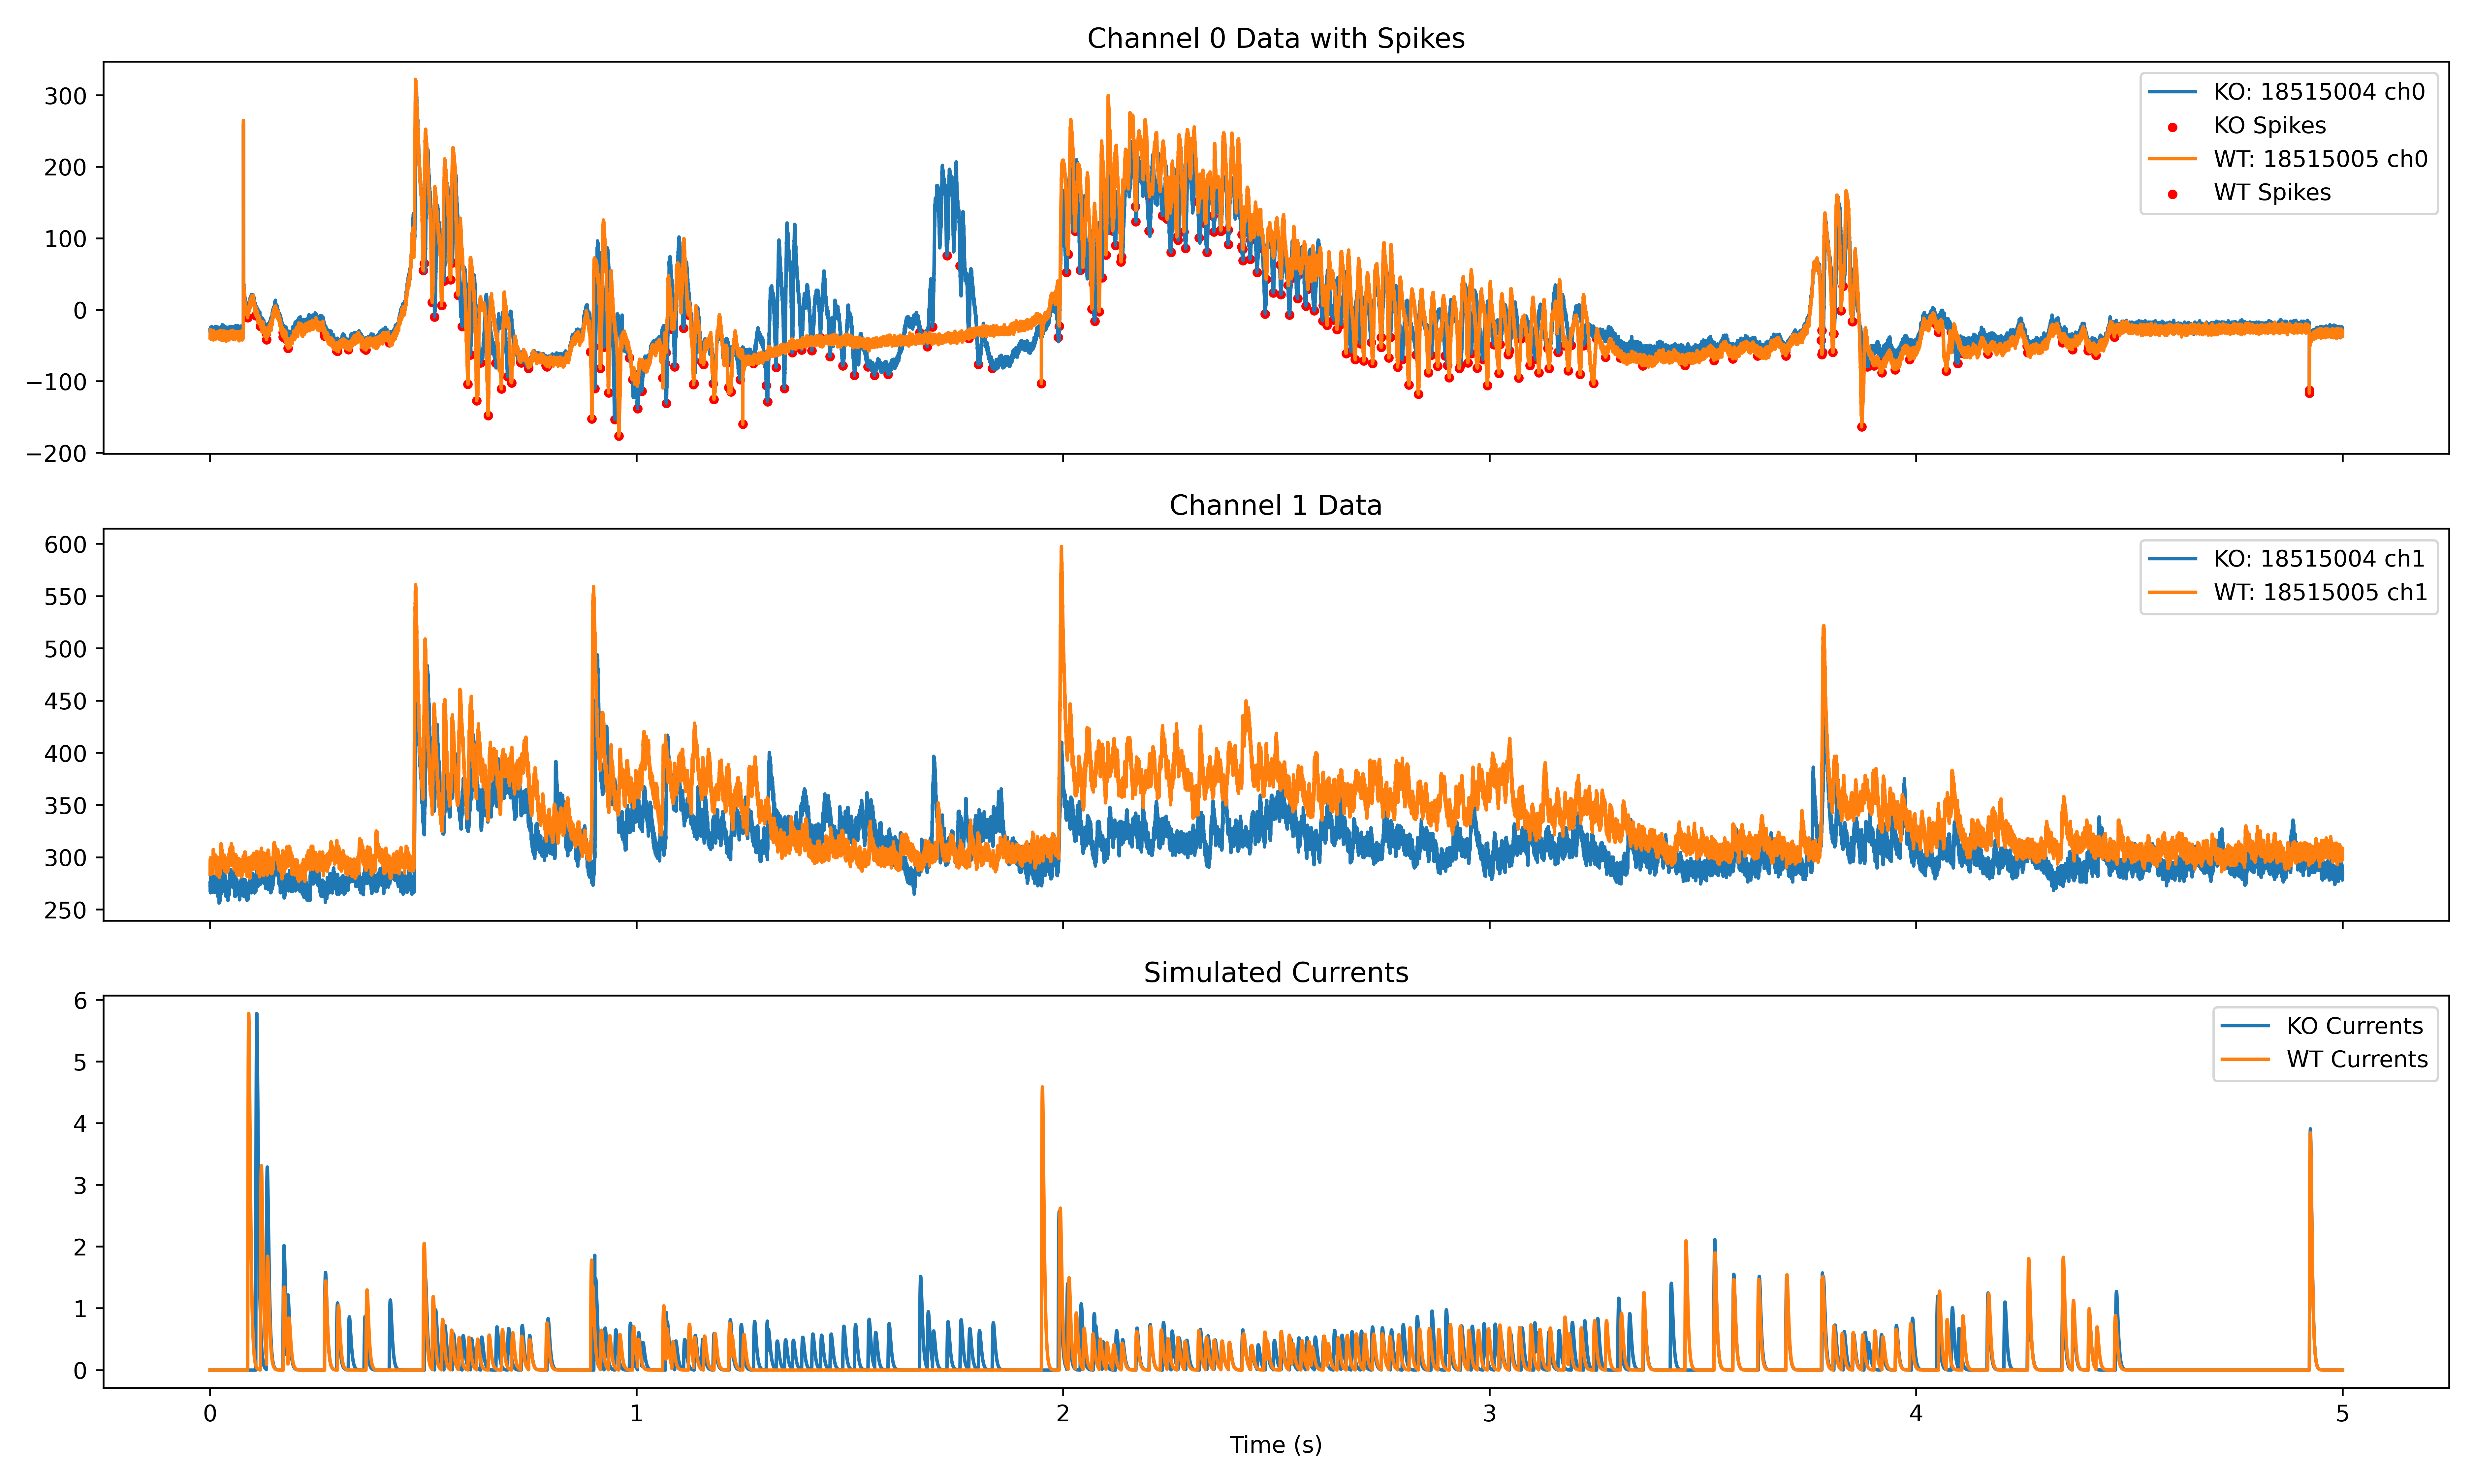 Channel 0 Data with Spikes
300
200
100
0
−100
−200
KO: 18515004 ch0
KO Spikes
WT: 18515005 ch0
WT Spikes
Channel 1 Data
600
550
500
450
400
350
300
250
KO: 18515004 ch1
WT: 18515005 ch1
Simulated Currents
6
5
4
3
2
1
0
KO Currents
WT Currents
0 1 2 3 4 5
Time (s)